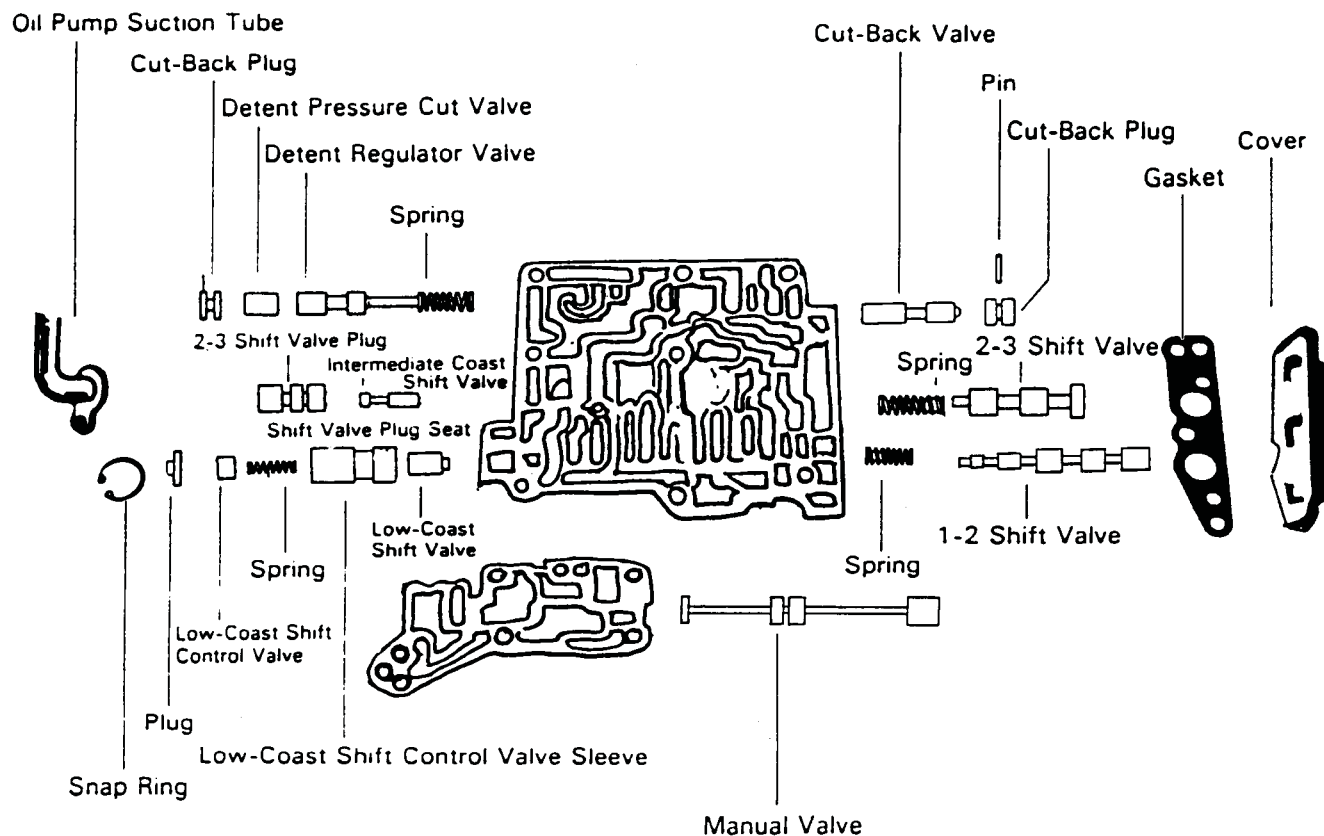 Oil Pump Suction Tube
Cut-Back Plug
Detent Pressure Cut Valve
Detent Regulator Valve
Spring
Cut-Back Valve
Pin
Cut-Back Plug
Cover
Gasket
2-3 Shift Valve Plug
Intermediate Coast
Shift Valve
Spring
2-3 Shift Valve
Shift Valve Plug Seat
Low-Coast
Shift Valve
Spring
1-2 Shift Valve
Spring
Low-Coast Shift
Control Valve
Plug
Low-Coast Shift Control Valve Sleeve
Snap Ring
Manual Valve